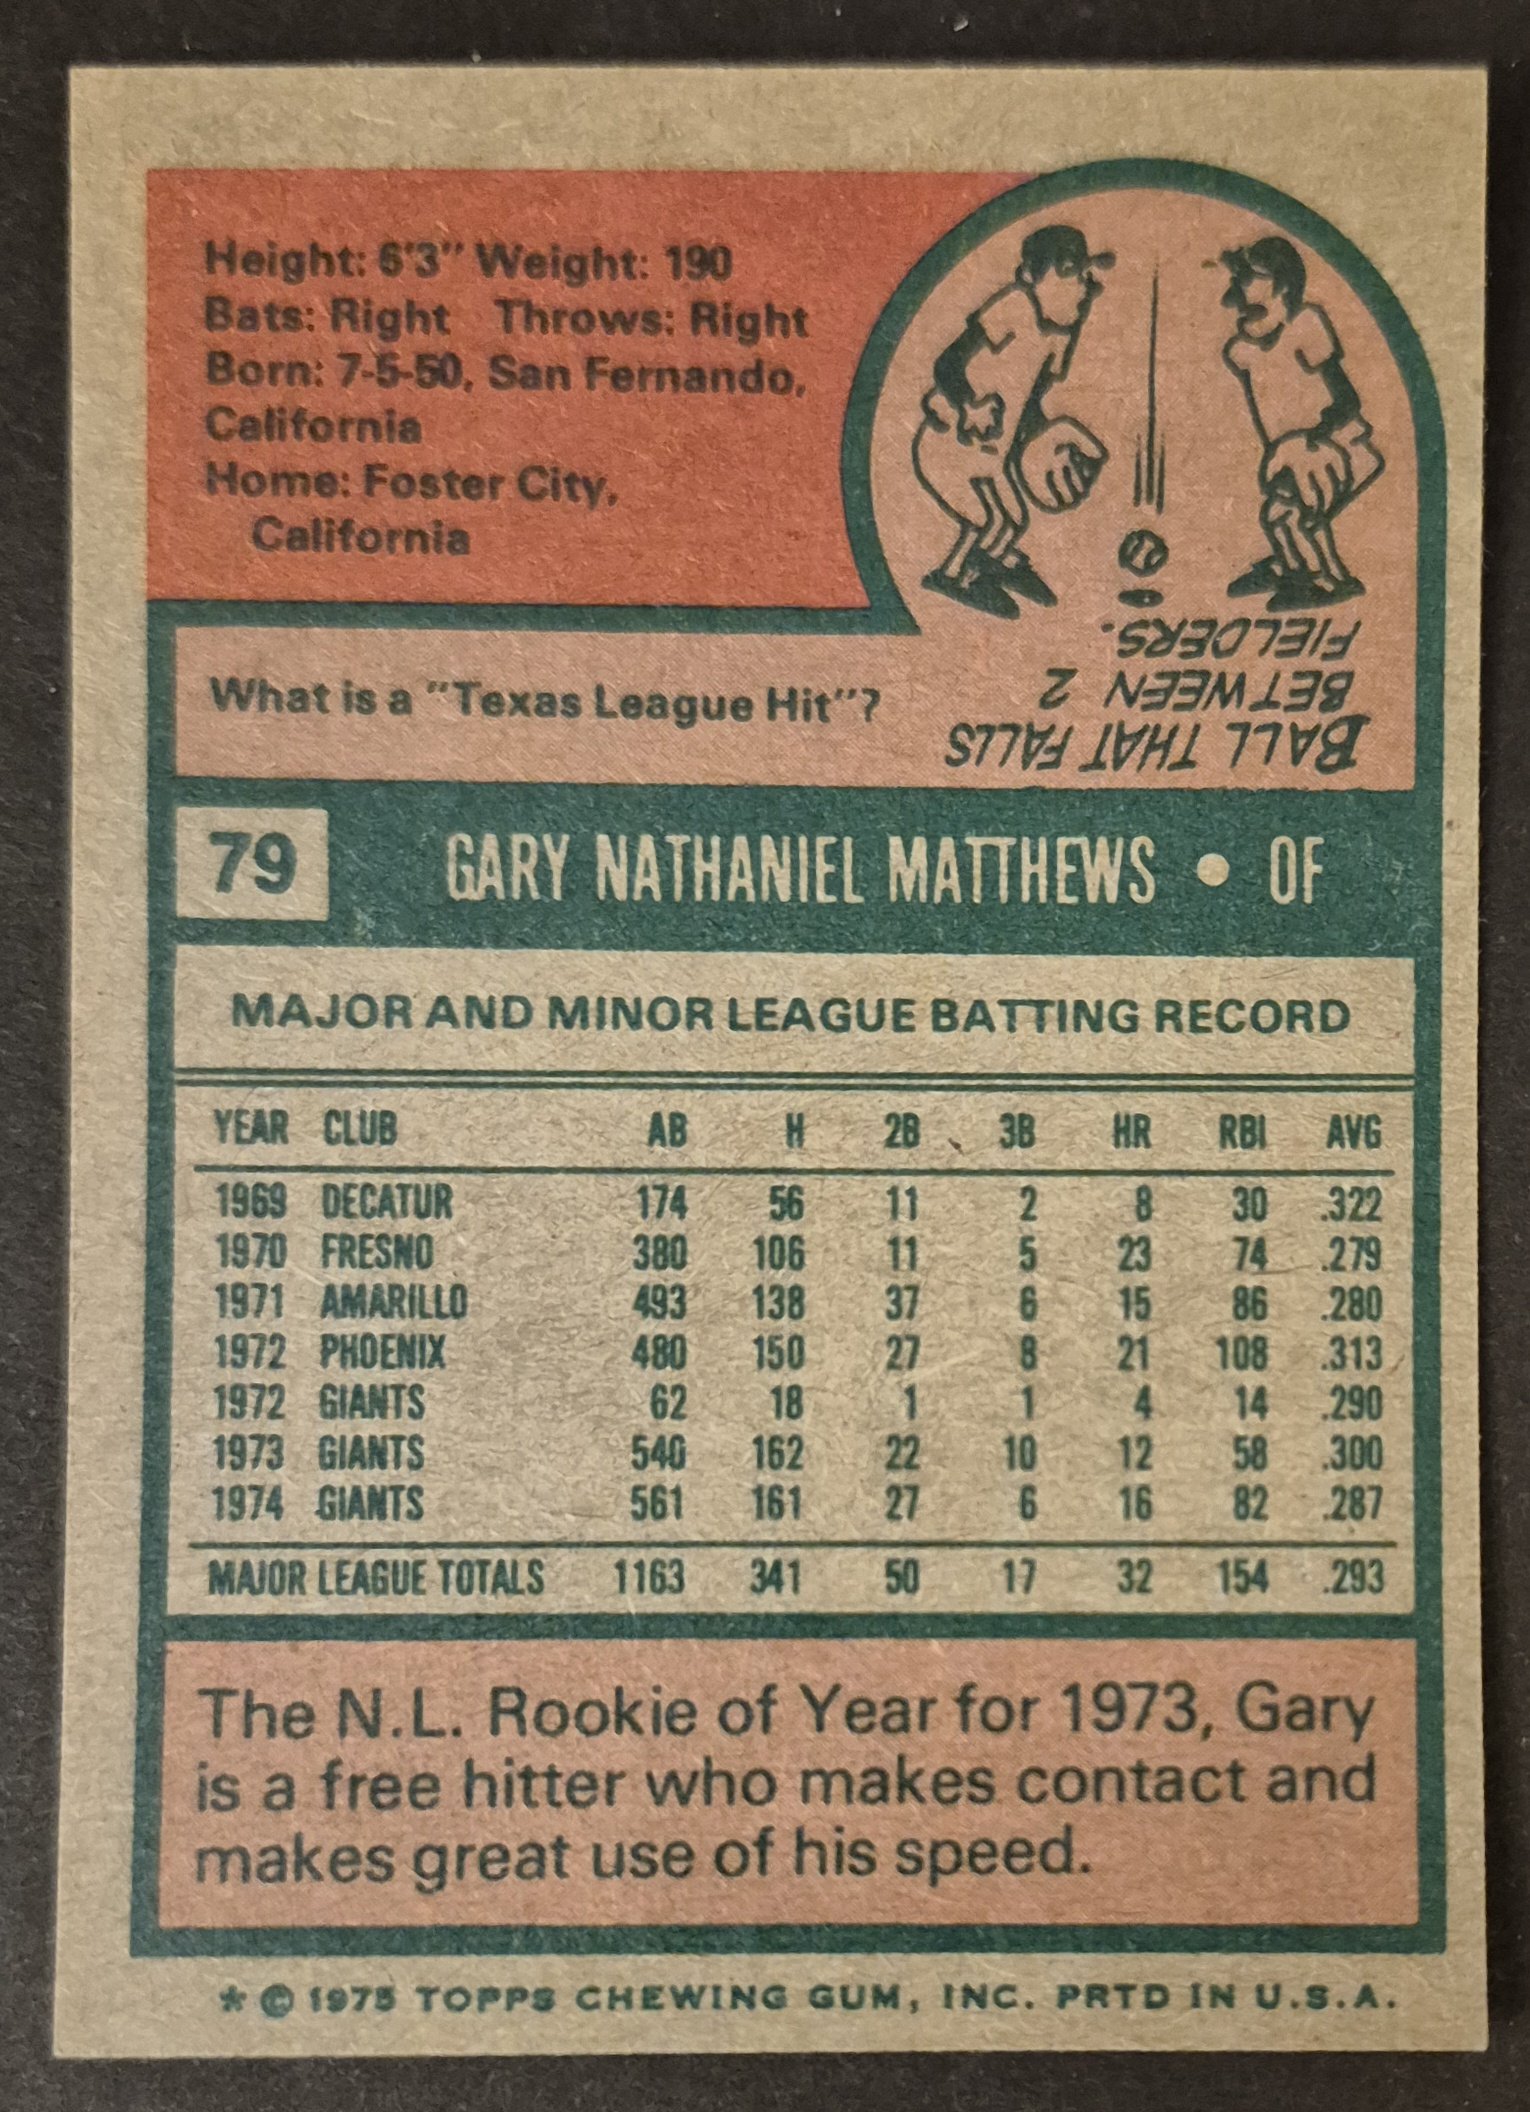 Height: 6'3" Weight: 190
Bats: Right Throws: Right
Born: 7-5-50, San Fernando,
California
Home: Foster City,
California
What is a "Texas League Hit"?
BALL THAT FALLS
BETWEEN 2
FIELDERS.
79 GARY NATHANIEL MATTHEWS • OF
MAJOR AND MINOR LEAGUE BATTING RECORD
YEAR CLUB AB H 2B 3B HR RBI AVG
1969 DECATUR 174 56 11 2 8 30 .322
1970 FRESNO 380 106 11 5 23 74 .279
1971 AMARILLO 493 138 37 6 15 86 .280
1972 PHOENIX 480 150 27 8 21 108 .313
1972 GIANTS 62 18 1 1 4 14 .290
1973 GIANTS 540 162 22 10 12 58 .300
1974 GIANTS 561 161 27 6 16 82 .287
MAJOR LEAGUE TOTALS 1163 341 50 17 32 154 .293
The N.L. Rookie of Year for 1973, Gary
is a free hitter who makes contact and
makes great use of his speed.
* © 1975 TOPPS CHEWING GUM, INC. PRTD IN U.S.A.